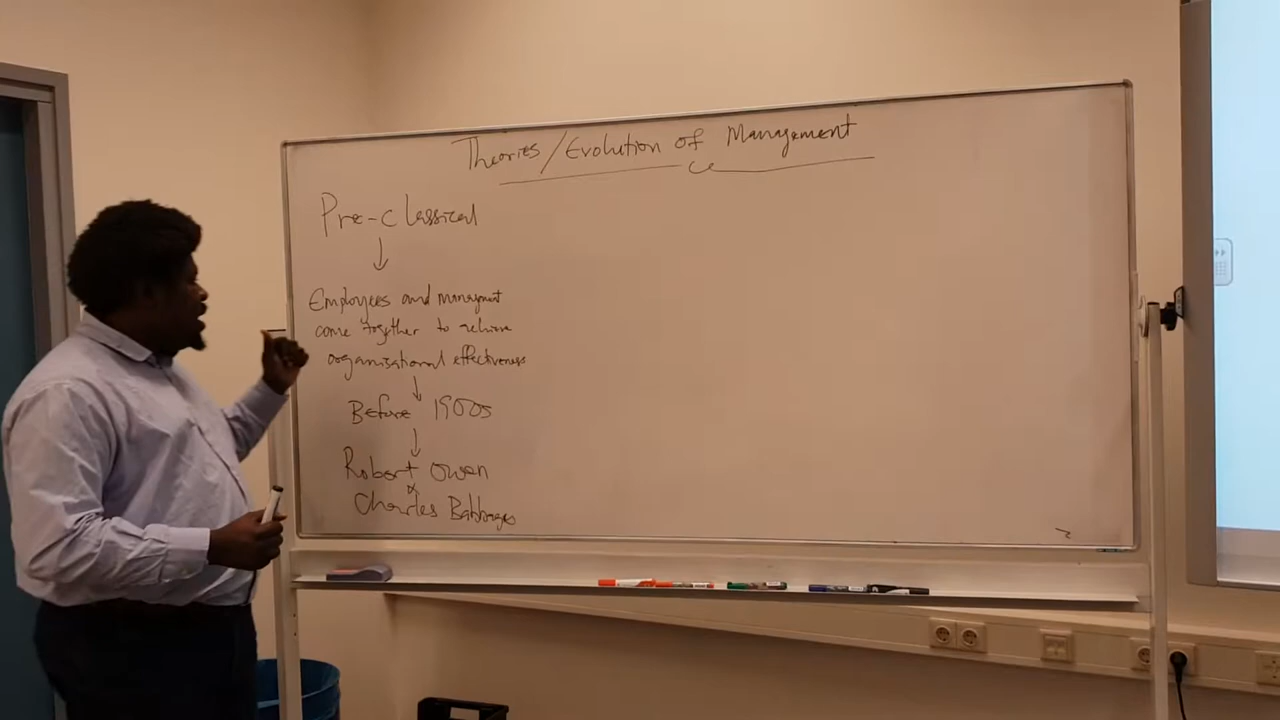 Theories/Evolution of Management
Pre-classical
Employees and managment
come together to achieve
organisational effectiveness
Before 1900s
Robert Owen
&
Charles Babbages